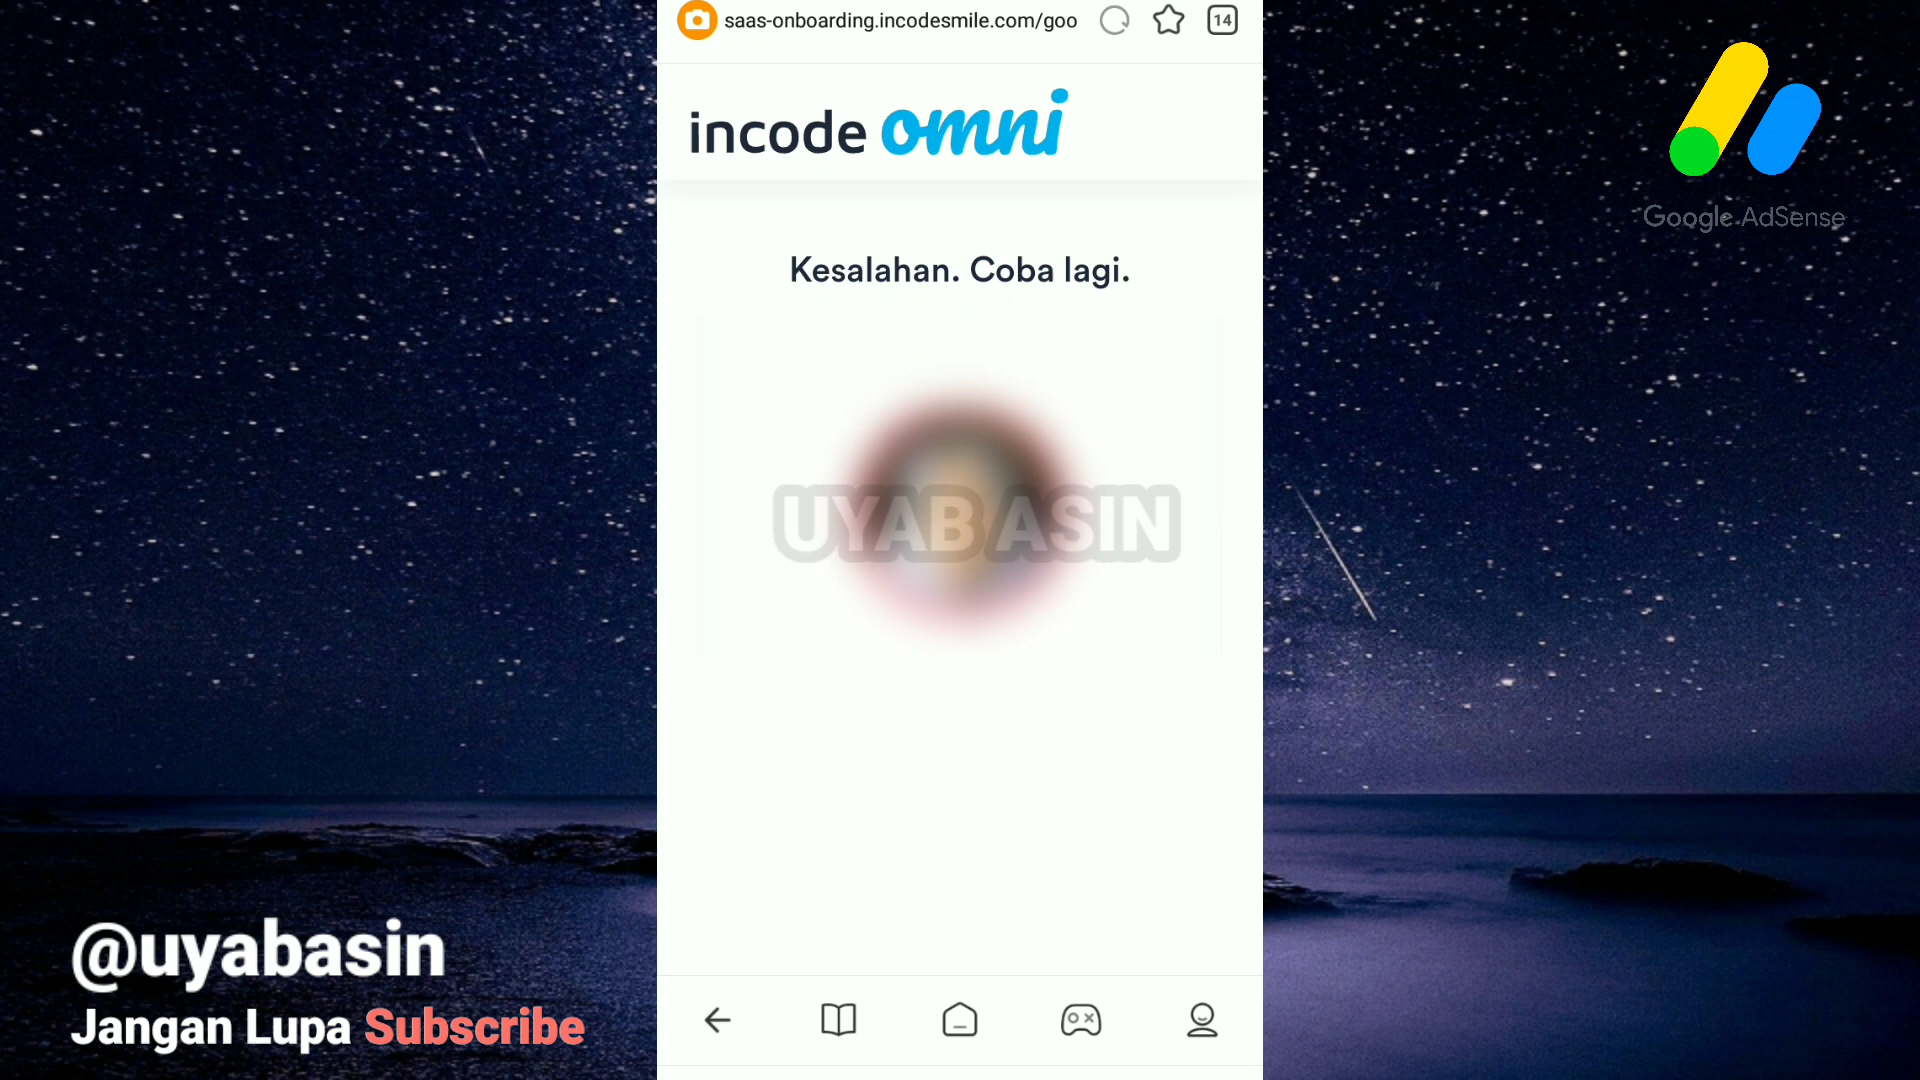 saas-onboarding.incodesmile.com/goo
14
incode omni
Google AdSense
Kesalahan. Coba lagi.
UYAB ASIN
@uyabasin
Jangan Lupa Subscribe